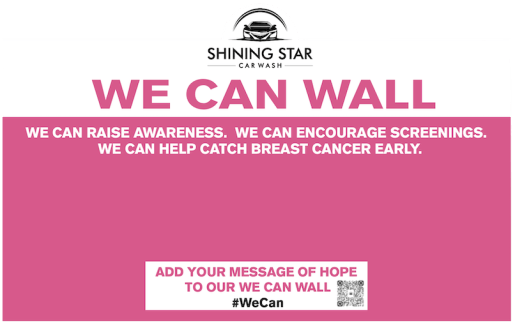 SHINING STAR
CAR WASH
WE CAN WALL
WE CAN RAISE AWARENESS. WE CAN ENCOURAGE SCREENINGS.
WE CAN HELP CATCH BREAST CANCER EARLY.
ADD YOUR MESSAGE OF HOPE
TO OUR WE CAN WALL
#WeCan